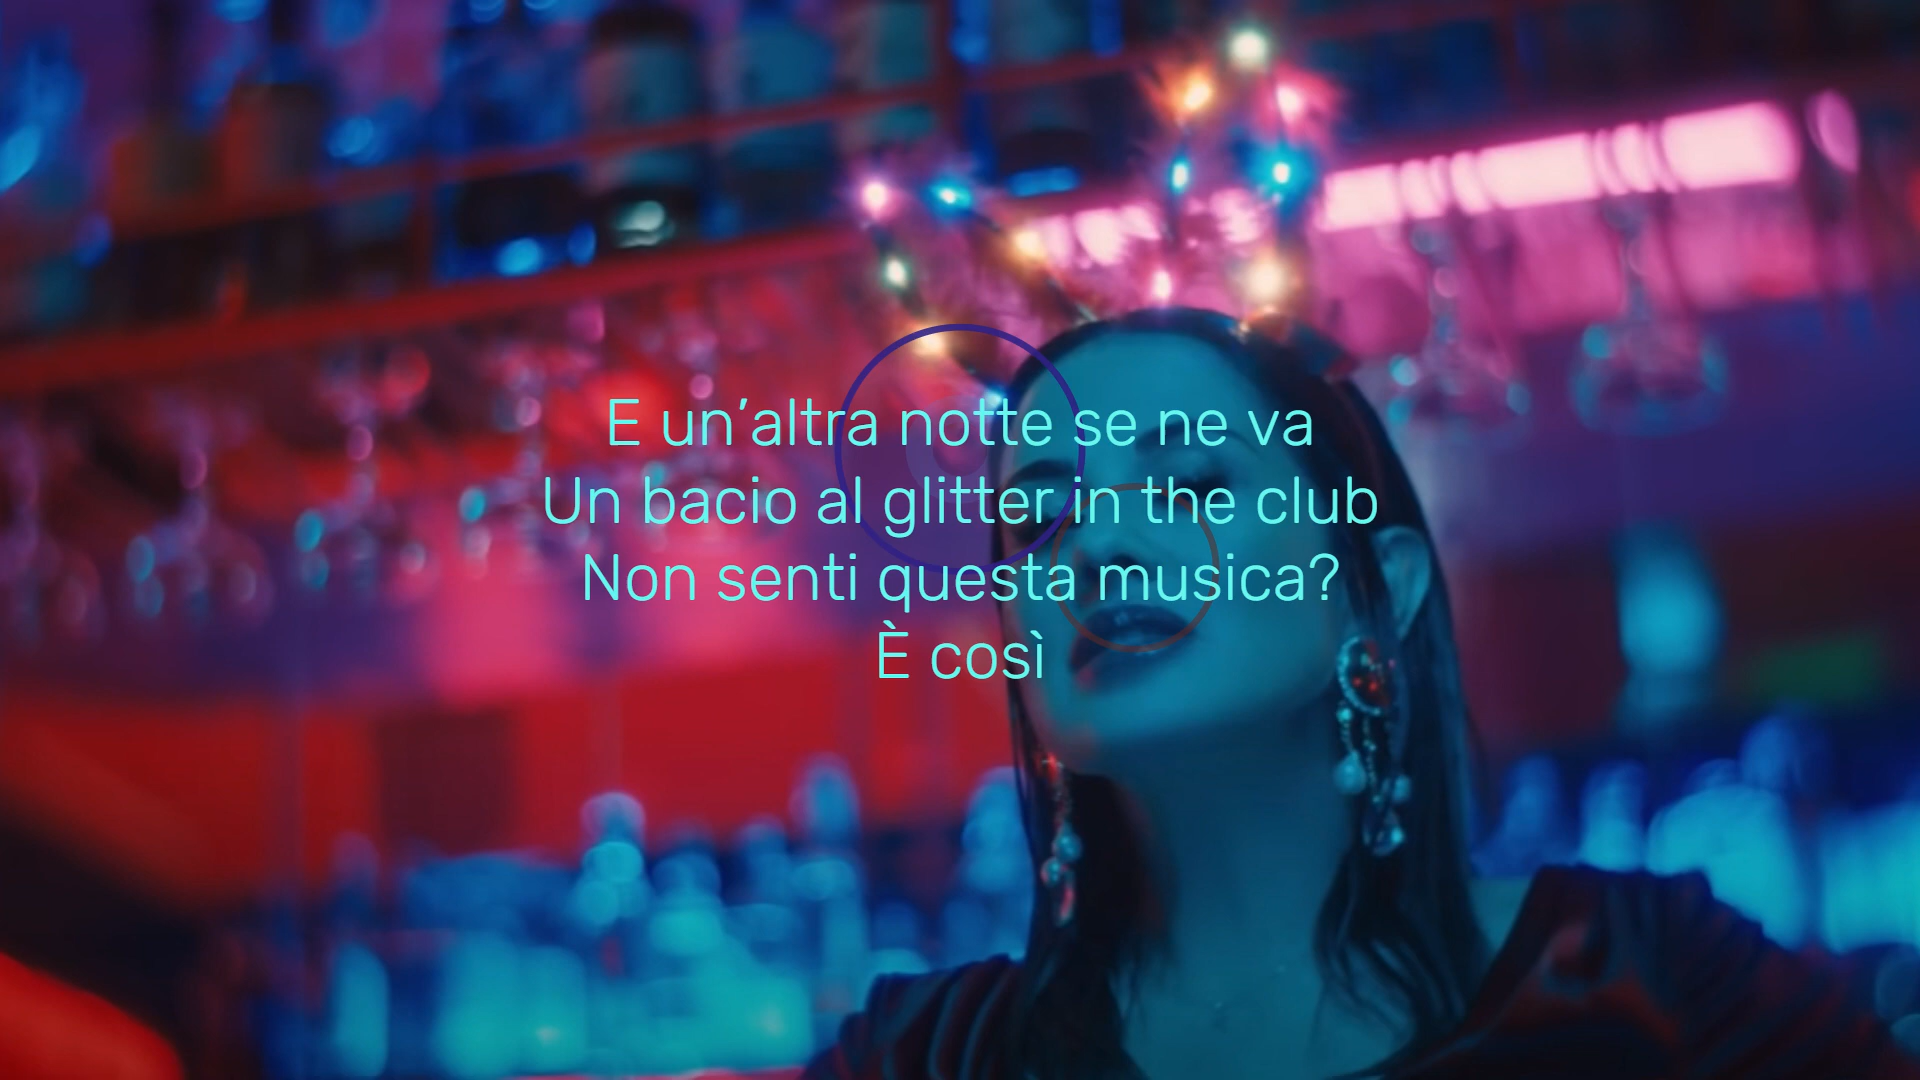 E un’altra notte se ne va
Un bacio al glitter in the club
Non senti questa musica?
È così